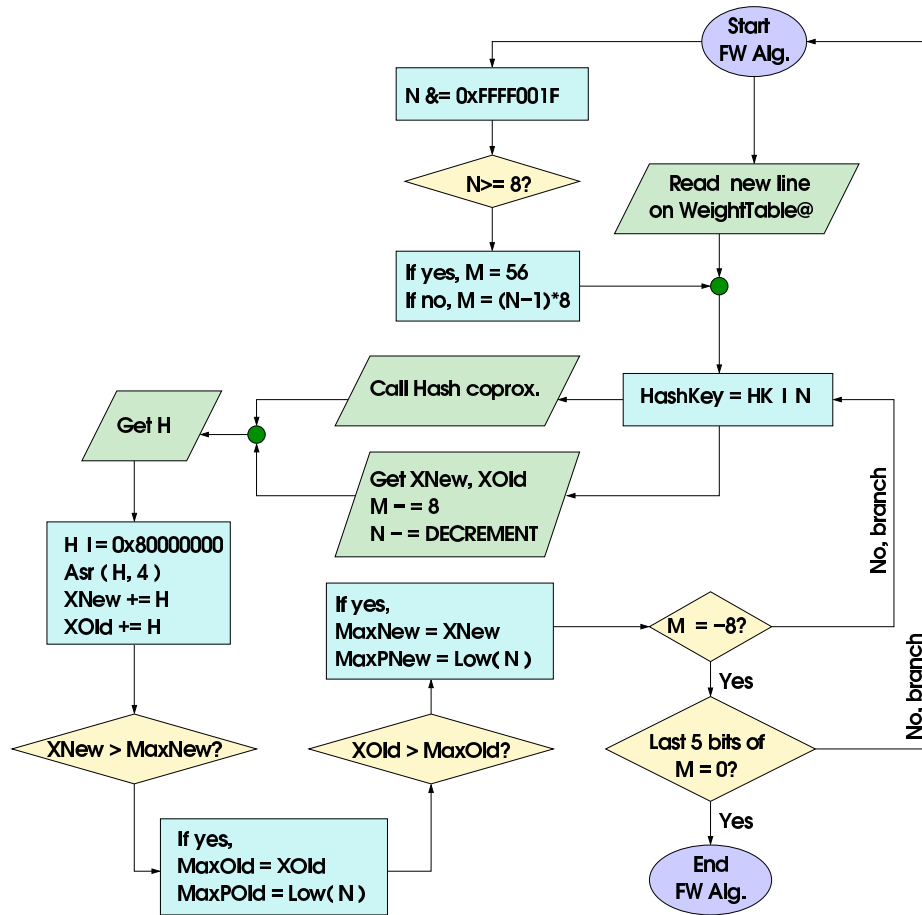 Start
FW Alg.
N &= 0xFFFF001F
N>= 8?
Read new line
on WeightTable@
If yes, M = 56
If no, M = (N−1)*8
Call Hash coprox.
HashKey = HK I N
Get H
Get XNew, XOld
M − = 8
N − = DECREMENT
No, branch
H I= 0x80000000
Asr ( H, 4 )
XNew += H
XOld += H
If yes,
MaxNew = XNew
MaxPNew = Low( N )
M = −8?
Yes
No, branch
XNew > MaxNew?
XOld > MaxOld?
Last 5 bits of
M = 0?
Yes
If yes,
MaxOld = XOld
MaxPOld = Low( N )
End
FW Alg.